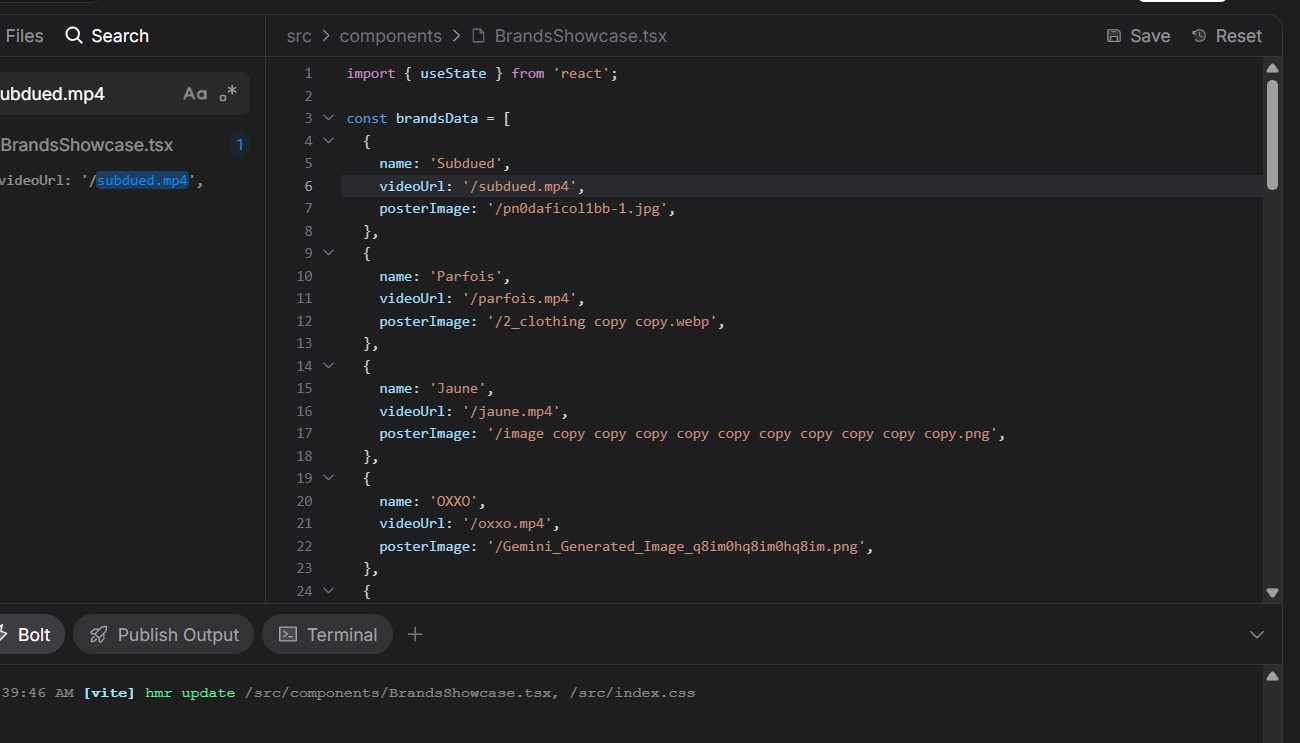 Files Search
src > components > BrandsShowcase.tsx
Save Reset
ubdued.mp4 Aa .*
BrandsShowcase.tsx 1
videoUrl: '/subdued.mp4',
1 import { useState } from 'react';
2
3 const brandsData = [
4 {
5 name: 'Subdued',
6 videoUrl: '/subdued.mp4',
7 posterImage: '/pn0daficol1bb-1.jpg',
8 },
9 {
10 name: 'Parfois',
11 videoUrl: '/parfois.mp4',
12 posterImage: '/2_clothing copy copy.webp',
13 },
14 {
15 name: 'Jaune',
16 videoUrl: '/jaune.mp4',
17 posterImage: '/image copy copy copy copy copy copy copy copy copy copy.png',
18 },
19 {
20 name: 'OXXO',
21 videoUrl: '/oxxo.mp4',
22 posterImage: '/Gemini_Generated_Image_q8im0hq8im0hq8im.png',
23 },
24 {
Bolt Publish Output Terminal +
39:46 AM [vite] hmr update /src/components/BrandsShowcase.tsx, /src/index.css